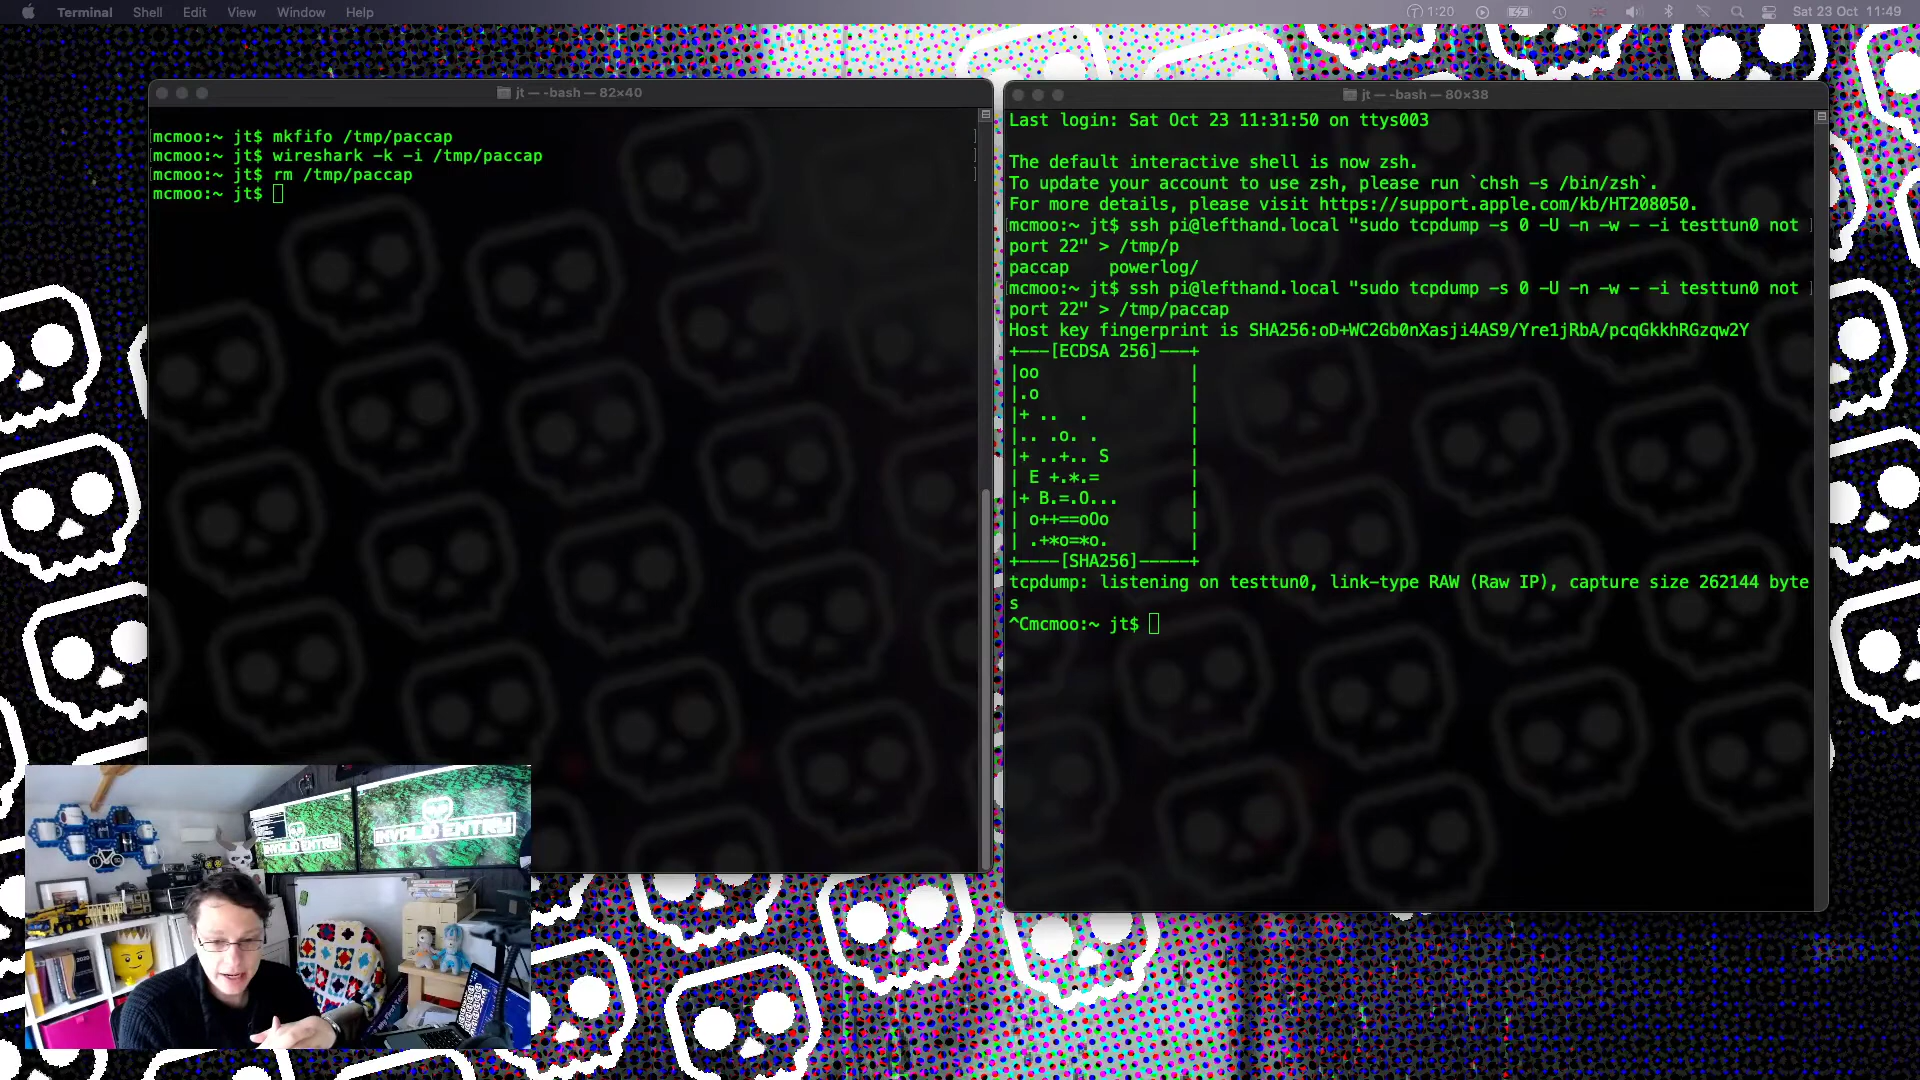 Terminal Shell Edit View Window Help
1:20 Sat 23 Oct 11:49
jt — -bash — 82×40
mcmoo:~ jt$ mkfifo /tmp/paccap
mcmoo:~ jt$ wireshark -k -i /tmp/paccap
mcmoo:~ jt$ rm /tmp/paccap
mcmoo:~ jt$
jt — -bash — 80×38
Last login: Sat Oct 23 11:31:50 on ttys003
The default interactive shell is now zsh.
To update your account to use zsh, please run `chsh -s /bin/zsh`.
For more details, please visit https://support.apple.com/kb/HT208050.
mcmoo:~ jt$ ssh pi@lefthand.local "sudo tcpdump -s 0 -U -n -w - -i testtun0 not
port 22" > /tmp/p
paccap    powerlog/
mcmoo:~ jt$ ssh pi@lefthand.local "sudo tcpdump -s 0 -U -n -w - -i testtun0 not
port 22" > /tmp/paccap
Host key fingerprint is SHA256:oD+WC2Gb0nXasji4AS9/Yre1jRbA/pcqGkkhRGzqw2Y
+---[ECDSA 256]---+
|oo               |
|.o               |
|+ ..  .          |
|.. .o. .         |
|+ ..+.. S        |
| E +.*.=         |
|+ B.=.O...       |
| o++==oOo        |
| .+*o=*o.        |
+----[SHA256]-----+
tcpdump: listening on testtun0, link-type RAW (Raw IP), capture size 262144 byte
s
^Cmcmoo:~ jt$
INVALID ENTRY
INVALID ENTRY